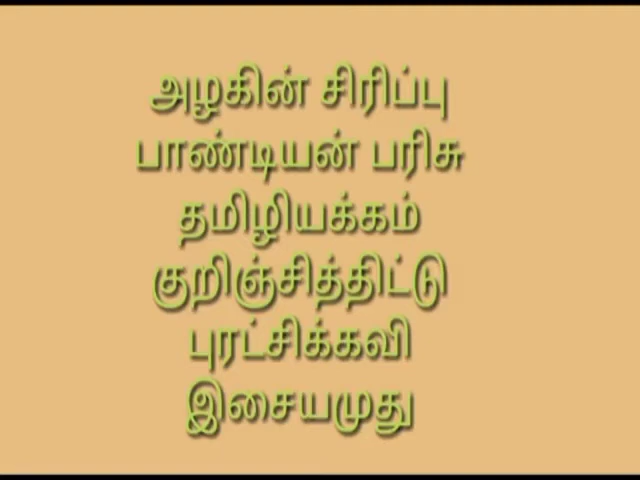 அழகின் சிரிப்பு
பாண்டியன் பரிசு
தமிழியக்கம்
குறிஞ்சித்திட்டு
புரட்சிக்கவி
இசையமுது